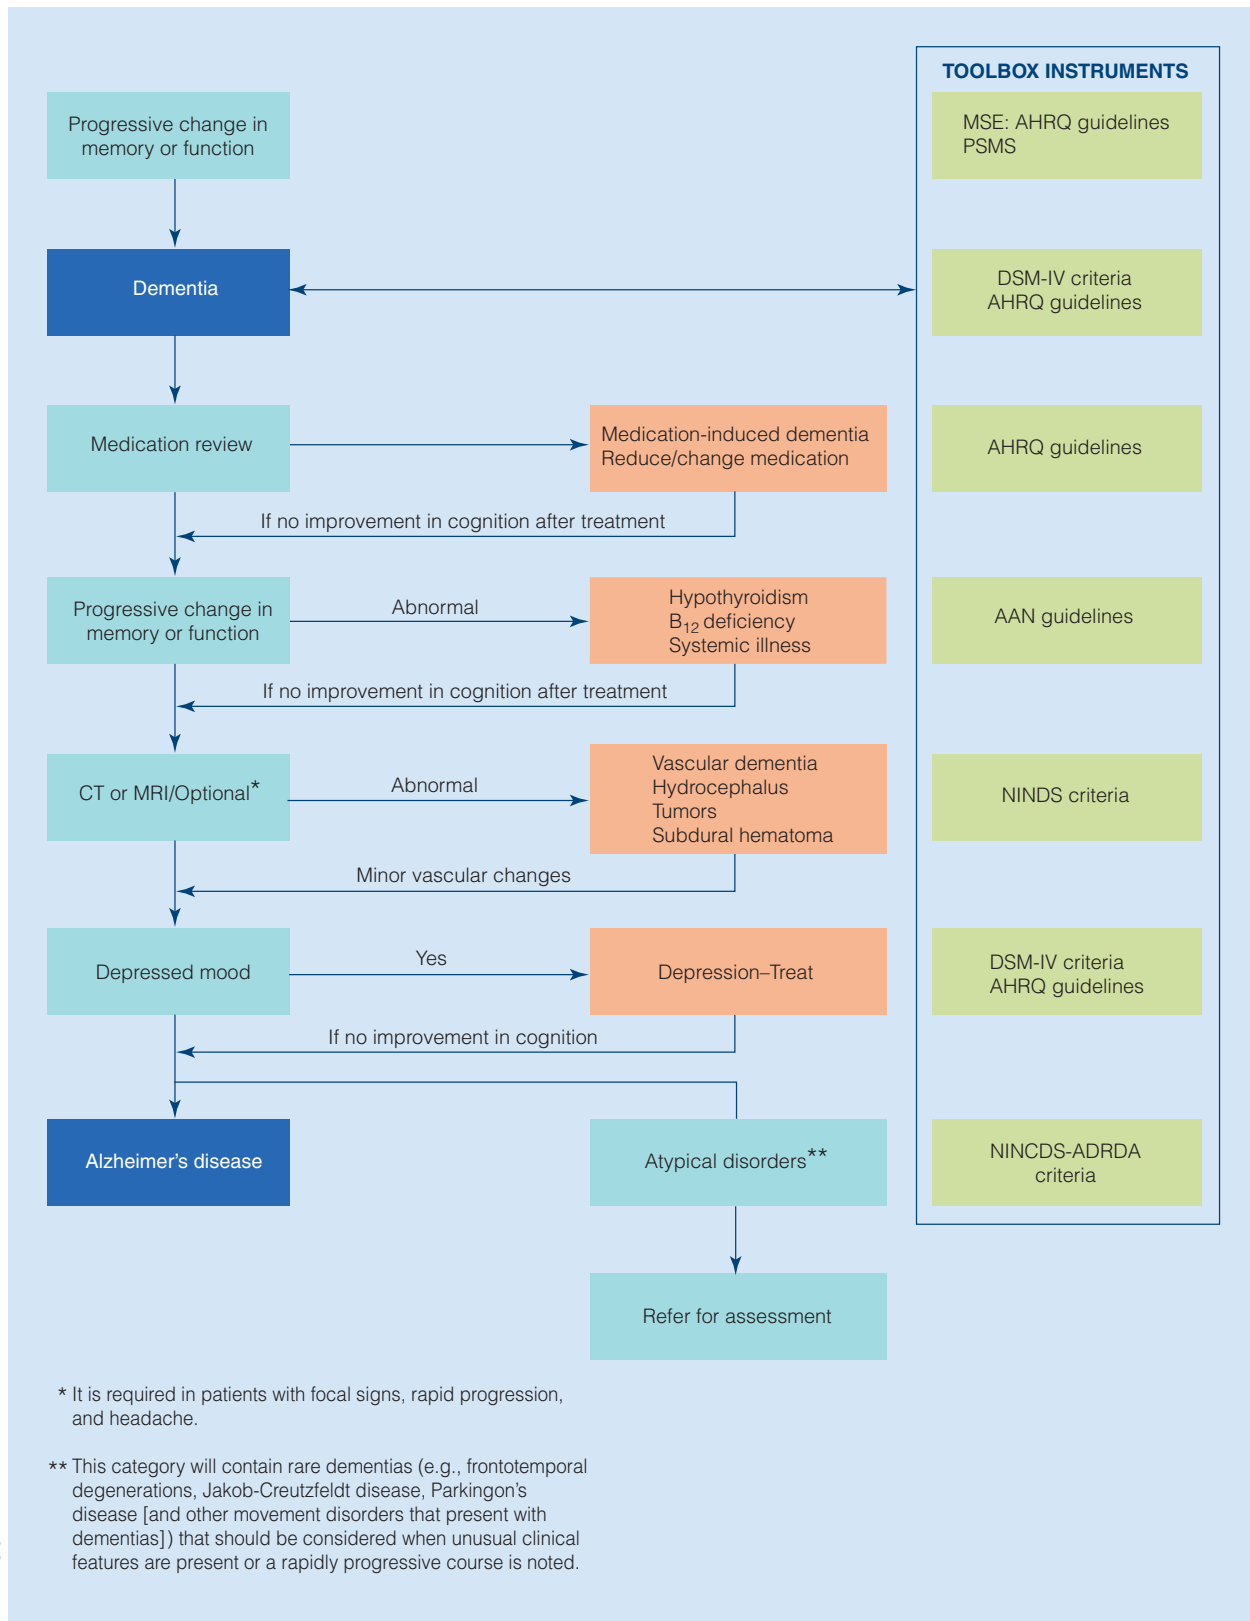 TOOLBOX INSTRUMENTS
Progressive change in
memory or function
MSE: AHRQ guidelines
PSMS
Dementia
DSM-IV criteria
AHRQ guidelines
Medication review
Medication-induced dementia
Reduce/change medication
AHRQ guidelines
If no improvement in cognition after treatment
Progressive change in
memory or function
Abnormal
Hypothyroidism
B12 deficiency
Systemic illness
AAN guidelines
If no improvement in cognition after treatment
CT or MRI/Optional*
Abnormal
Vascular dementia
Hydrocephalus
Tumors
Subdural hematoma
NINDS criteria
Minor vascular changes
Depressed mood
Yes
Depression–Treat
DSM-IV criteria
AHRQ guidelines
If no improvement in cognition
Alzheimer's disease
Atypical disorders**
NINCDS-ADRDA
criteria
Refer for assessment
* It is required in patients with focal signs, rapid progression,
and headache.
** This category will contain rare dementias (e.g., frontotemporal
degenerations, Jakob-Creutzfeldt disease, Parkingon's
disease [and other movement disorders that present with
dementias]) that should be considered when unusual clinical
features are present or a rapidly progressive course is noted.